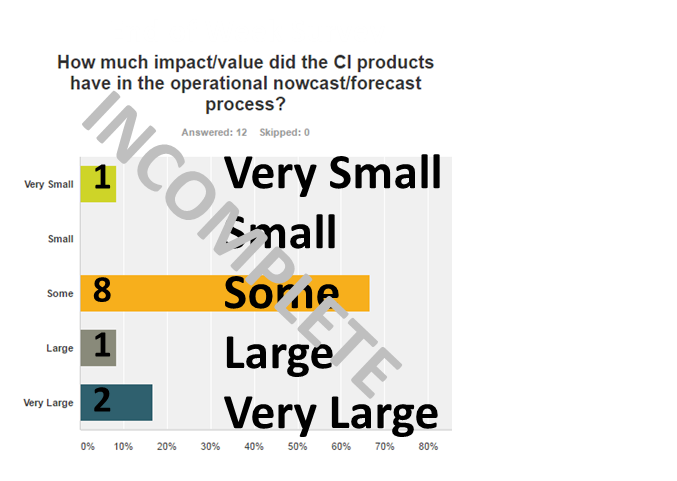 How much impact/value did the CI products
have in the operational nowcast/forecast
process?
Answered: 12 Skipped: 0
INCOMPLETE
Very Small 1 Very Small
Small Small
Some 8 Some
Large 1 Large
Very Large 2 Very Large
0% 10% 20% 30% 40% 50% 60% 70% 80%